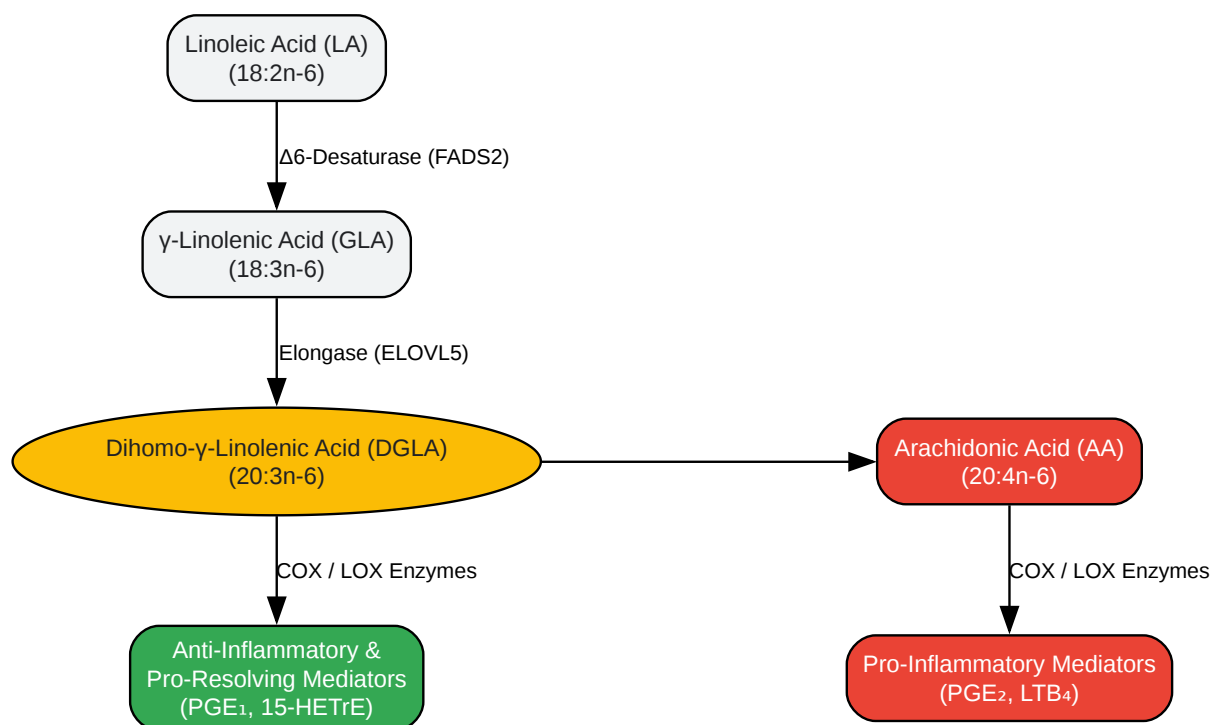 Linoleic Acid (LA)
(18:2n-6)
Δ6-Desaturase (FADS2)
γ-Linolenic Acid (GLA)
(18:3n-6)
Elongase (ELOVL5)
Dihomo-γ-Linolenic Acid (DGLA)
(20:3n-6)
Arachidonic Acid (AA)
(20:4n-6)
COX / LOX Enzymes
COX / LOX Enzymes
Anti-Inflammatory &
Pro-Resolving Mediators
(PGE₁, 15-HETrE)
Pro-Inflammatory Mediators
(PGE₂, LTB₄)